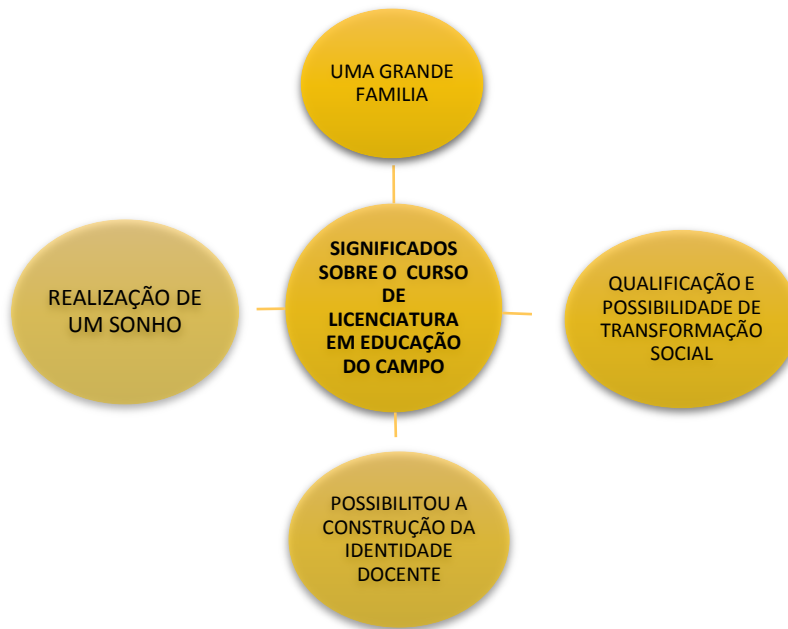 UMA GRANDE
FAMILIA
SIGNIFICADOS
SOBRE O CURSO
DE
LICENCIATURA
EM EDUCAÇÃO
DO CAMPO
REALIZAÇÃO DE
UM SONHO
QUALIFICAÇÃO E
POSSIBILIDADE DE
TRANSFORMAÇÃO
SOCIAL
POSSIBILITOU A
CONSTRUÇÃO DA
IDENTIDADE
DOCENTE